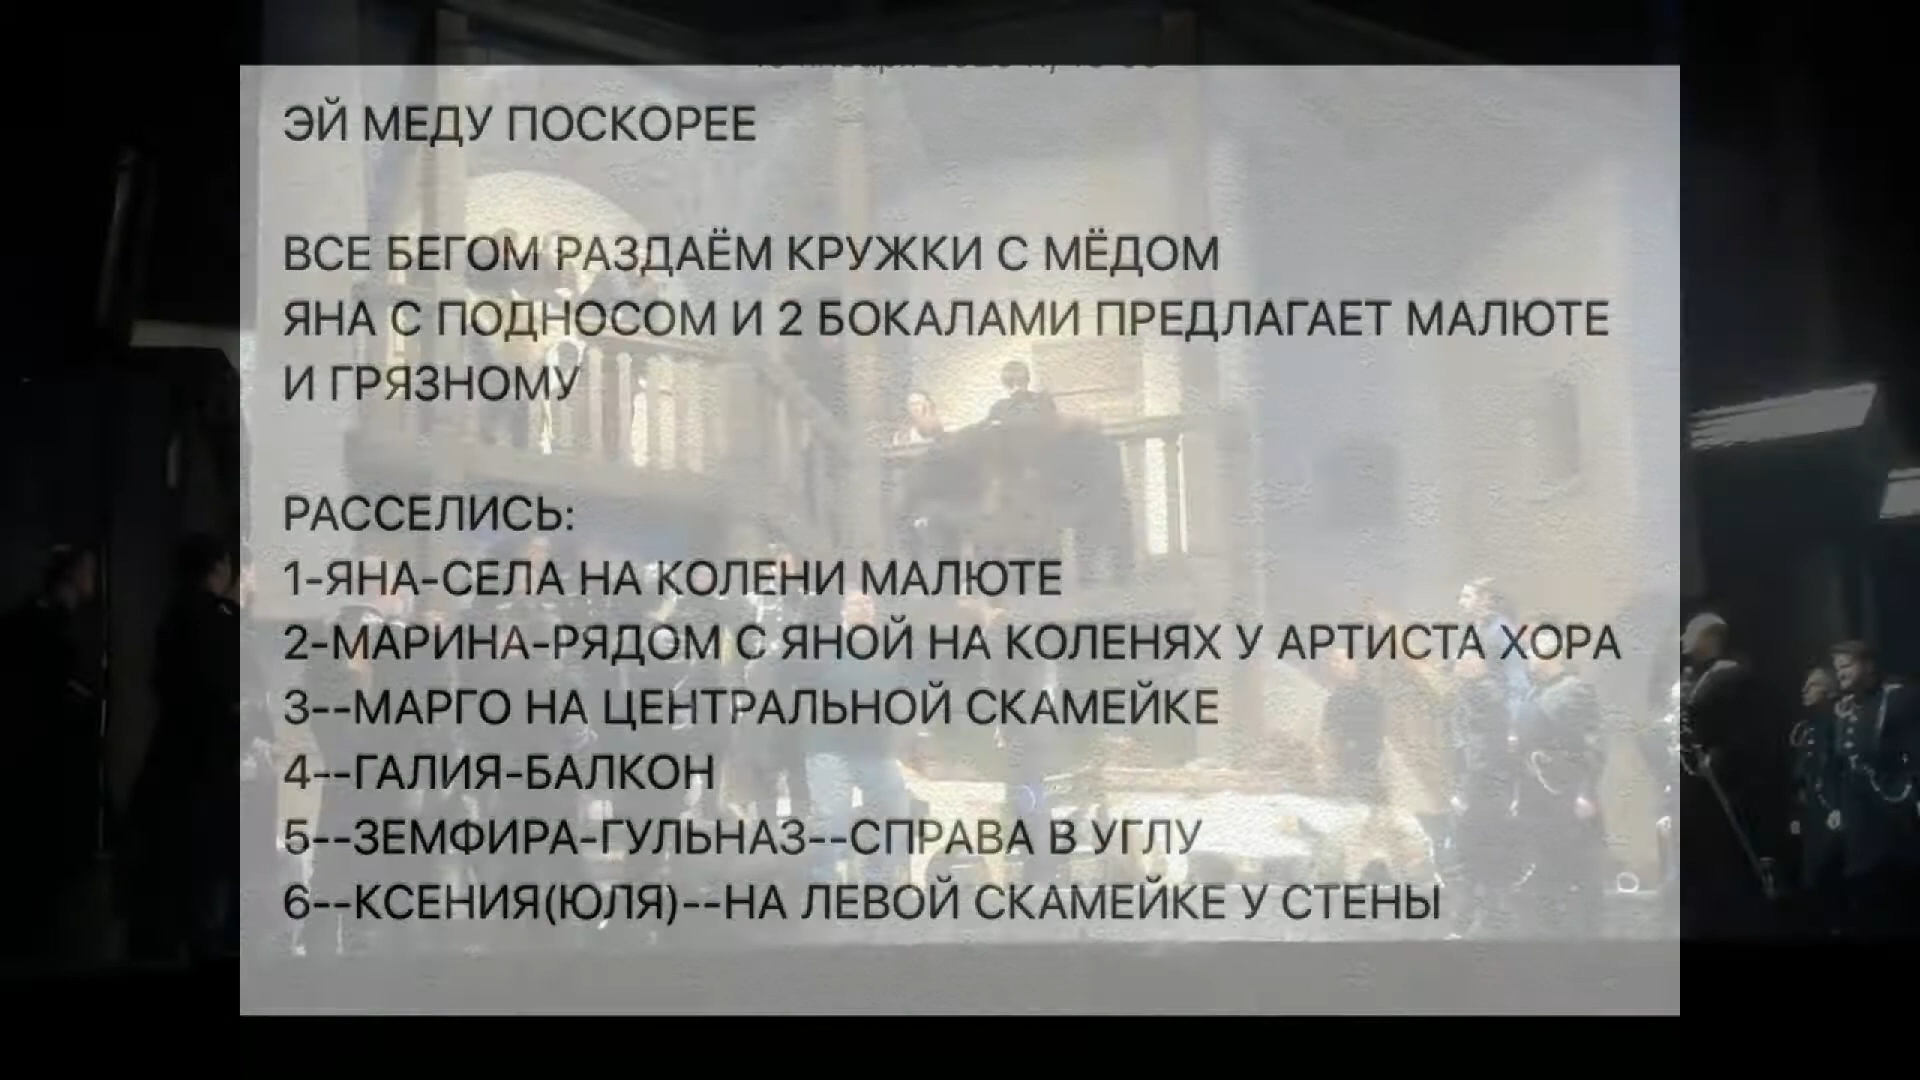 ЭЙ МЕДУ ПОСКОРЕЕ
ВСЕ БЕГОМ РАЗДАЁМ КРУЖКИ С МЁДОМ
ЯНА С ПОДНОСОМ И 2 БОКАЛАМИ ПРЕДЛАГАЕТ МАЛЮТЕ
И ГРЯЗНОМУ
РАССЕЛИСЬ:
1-ЯНА-СЕЛА НА КОЛЕНИ МАЛЮТЕ
2-МАРИНА-РЯДОМ С ЯНОЙ НА КОЛЕНЯХ У АРТИСТА ХОРА
3--МАРГО НА ЦЕНТРАЛЬНОЙ СКАМЕЙКЕ
4--ГАЛИЯ-БАЛКОН
5--ЗЕМФИРА-ГУЛЬНАЗ--СПРАВА В УГЛУ
6--КСЕНИЯ(ЮЛЯ)--НА ЛЕВОЙ СКАМЕЙКЕ У СТЕНЫ